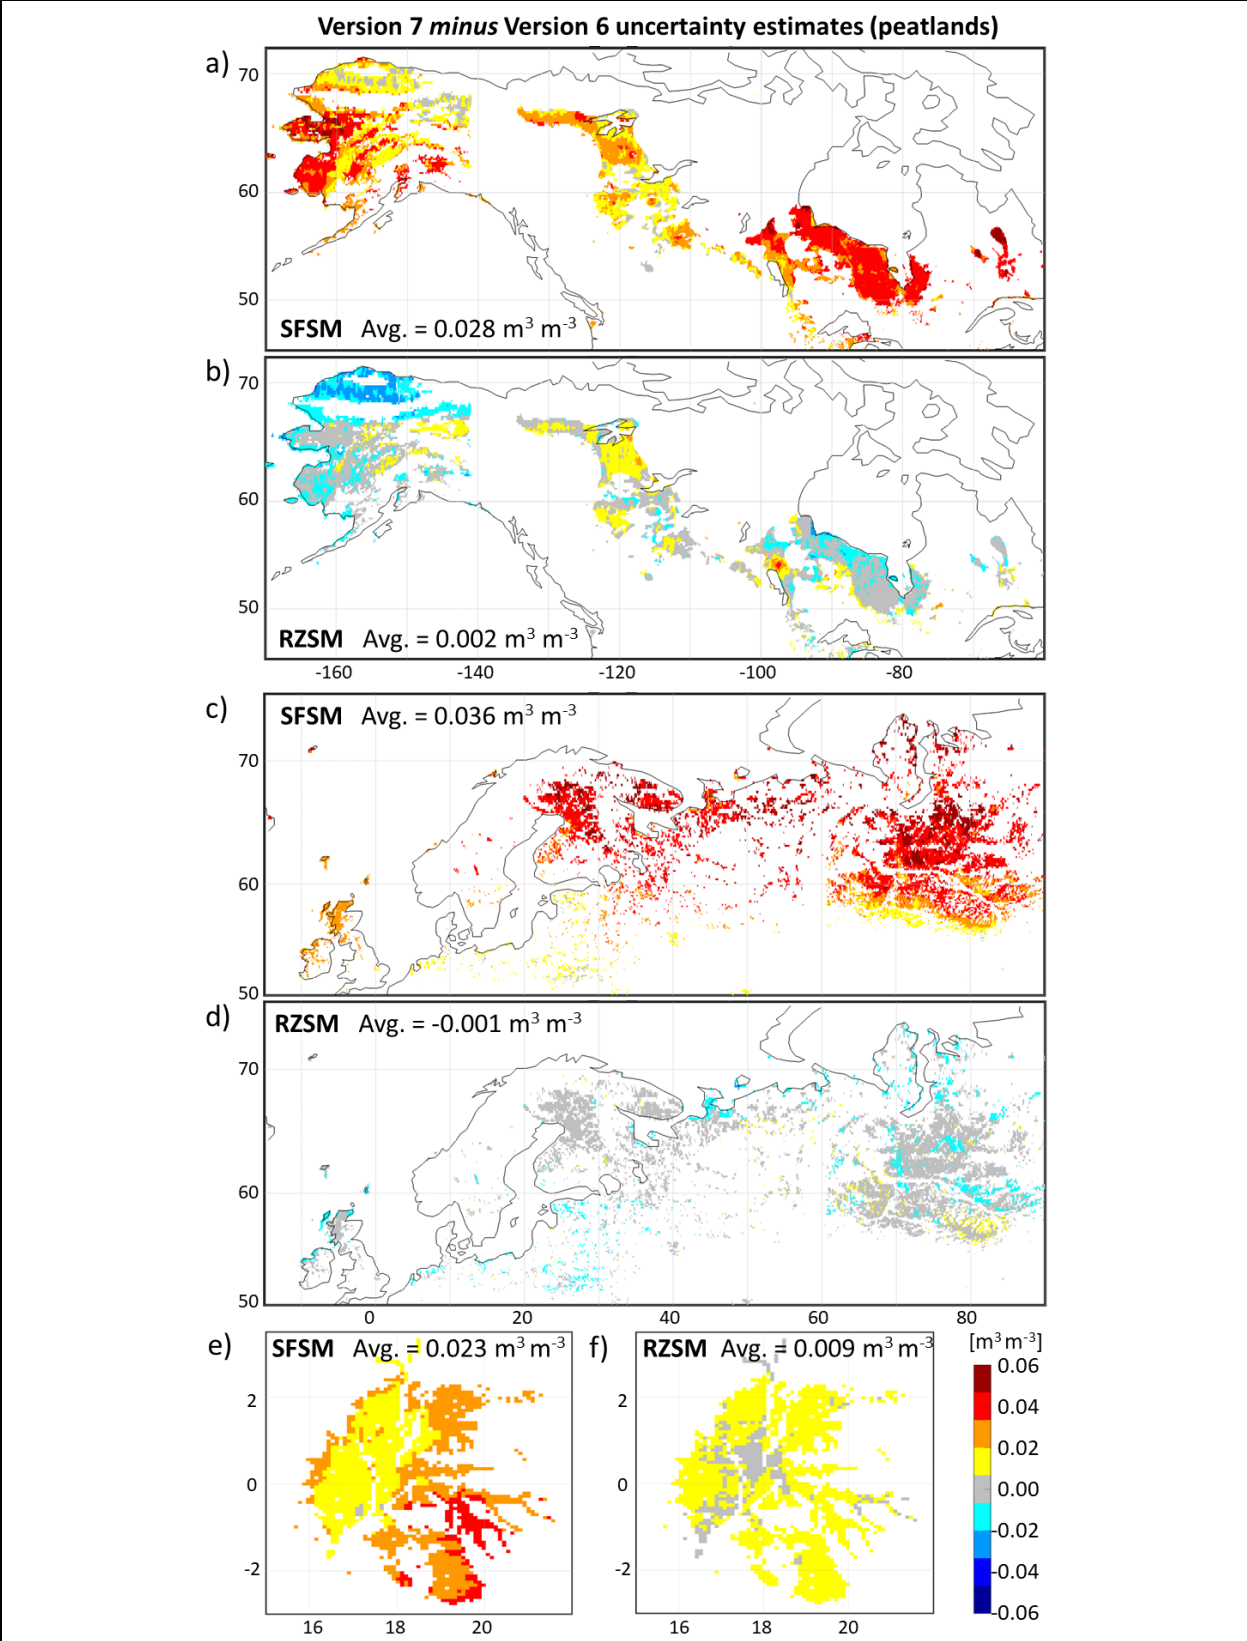 Version 7 minus Version 6 uncertainty estimates (peatlands)
a)
70
60
50
SFSM Avg. = 0.028 m³ m⁻³
b)
70
60
50
RZSM Avg. = 0.002 m³ m⁻³
-160 -140 -120 -100 -80
c)
SFSM Avg. = 0.036 m³ m⁻³
70
60
50
d)
RZSM Avg. = -0.001 m³ m⁻³
70
60
50
0 20 40 60 80
e)
SFSM Avg. = 0.023 m³ m⁻³
2
0
-2
16 18 20
f)
RZSM Avg. = 0.009 m³ m⁻³
2
0
-2
16 18 20
[m³ m⁻³]
0.06
0.04
0.02
0.00
-0.02
-0.04
-0.06